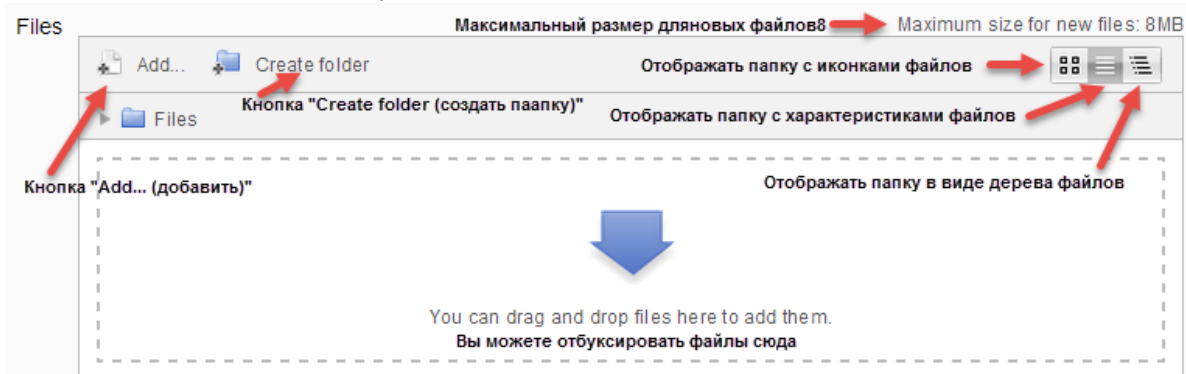 Files
Максимальный размер дляновых файлов8
Maximum size for new files: 8MB
Add...
Create folder
Отображать папку с иконками файлов
Кнопка "Create folder (создать паапку)"
Files
Отображать папку с характеристиками файлов
Кнопка "Add... (добавить)"
Отображать папку в виде дерева файлов
You can drag and drop files here to add them.
Вы можете отбуксировать файлы сюда